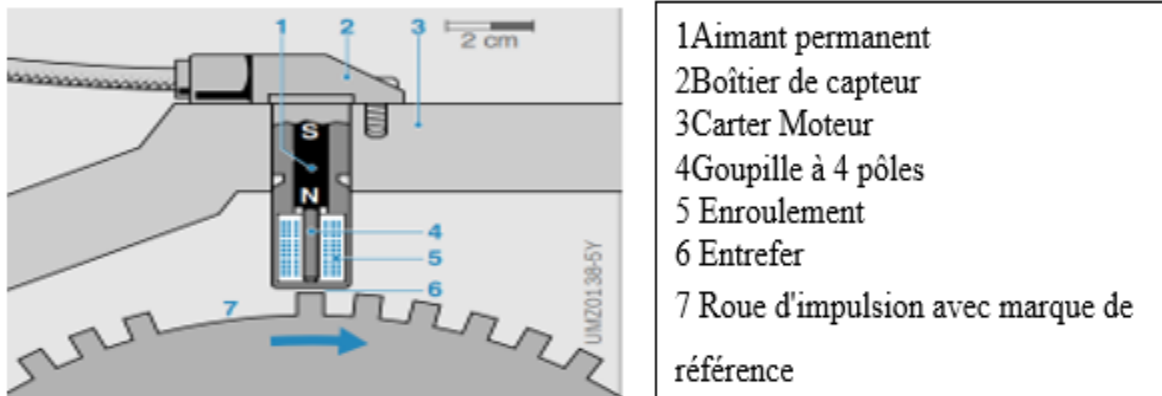 1
2
3
2 cm
S
N
4
5
6
7
UMZ0138-5Y
1Aimant permanent
2Boîtier de capteur
3Carter Moteur
4Goupille à 4 pôles
5 Enroulement
6 Entrefer
7 Roue d'impulsion avec marque de
référence